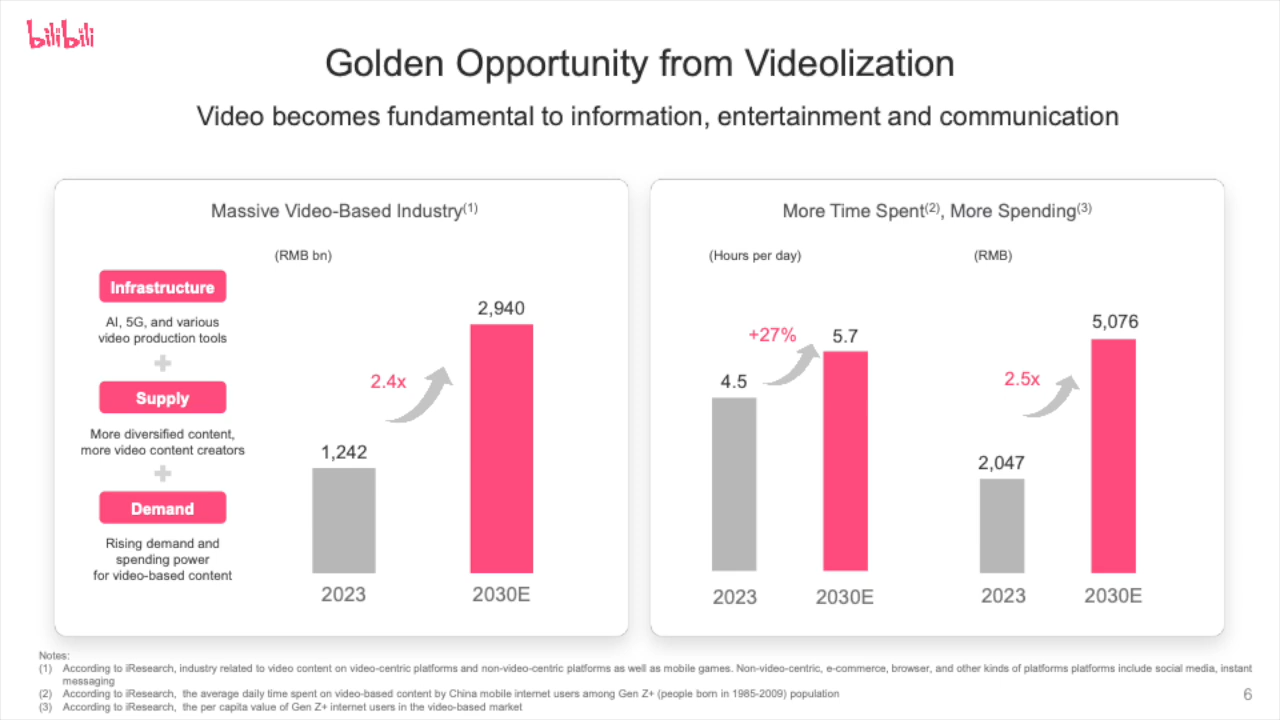 bilibili
Golden Opportunity from Videolization
Video becomes fundamental to information, entertainment and communication
Massive Video-Based Industry(1)
(RMB bn)
Infrastructure
AI, 5G, and various
video production tools
Supply
More diversified content,
more video content creators
Demand
Rising demand and
spending power
for video-based content
2.4x
1,242
2,940
2023
2030E
More Time Spent(2), More Spending(3)
(Hours per day)
+27%
4.5
5.7
2023
2030E
(RMB)
2.5x
2,047
5,076
2023
2030E
Notes:
(1) According to iResearch, industry related to video content on video-centric platforms and non-video-centric platforms as well as mobile games. Non-video-centric, e-commerce, browser, and other kinds of platforms platforms include social media, instant
messaging
(2) According to iResearch, the average daily time spent on video-based content by China mobile internet users among Gen Z+ (people born in 1985-2009) population
(3) According to iResearch, the per capita value of Gen Z+ internet users in the video-based market
6